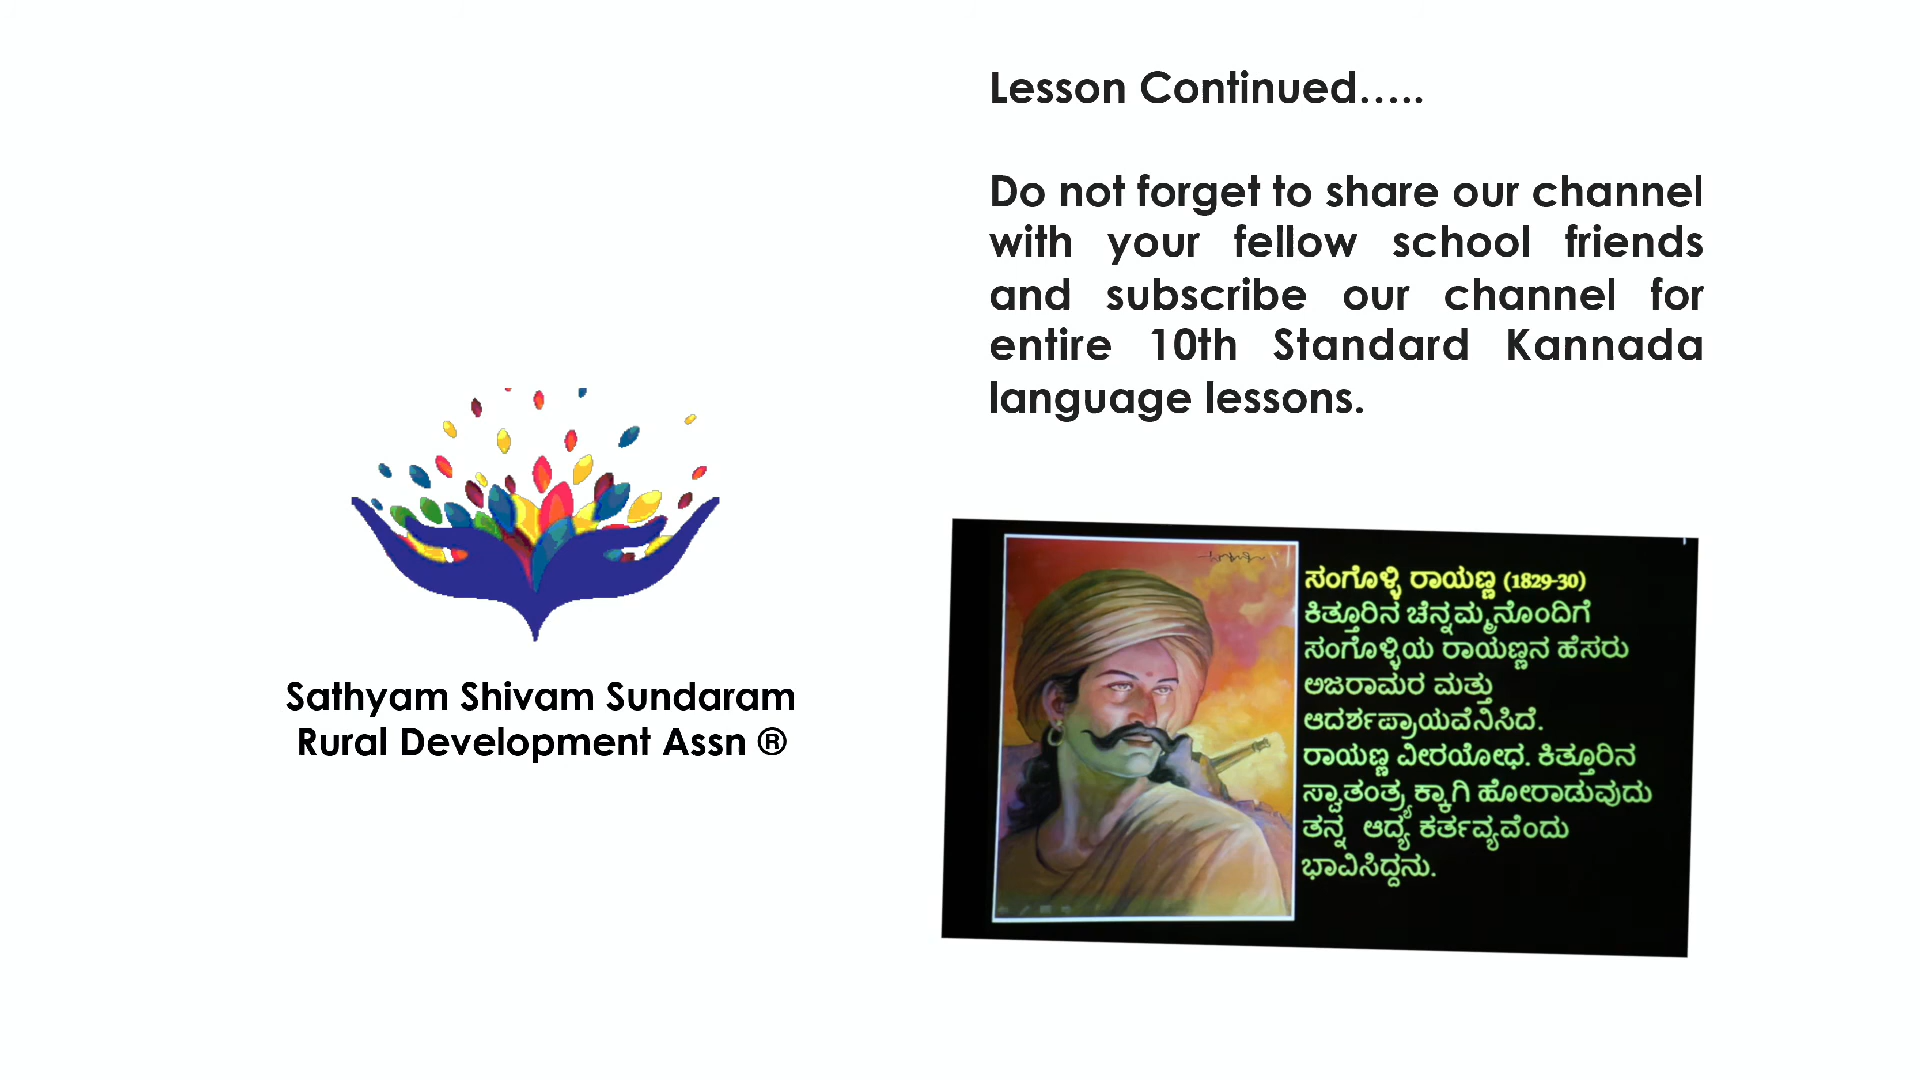 Lesson Continued.....
Do not forget to share our channel
with your fellow school friends
and subscribe our channel for
entire 10th Standard Kannada
language lessons.
Sathyam Shivam Sundaram
Rural Development Assn ®
ಸಂಗೊಳ್ಳಿ ರಾಯಣ್ಣ (1829-30)
ಕಿತ್ತೂರಿನ ಚೆನ್ನಮ್ಮನೊಂದಿಗೆ
ಸಂಗೊಳ್ಳಿಯ ರಾಯಣ್ಣನ ಹೆಸರು
ಅಜರಾಮರ ಮತ್ತು
ಆದರ್ಶಪ್ರಾಯವೆನಿಸಿದೆ.
ರಾಯಣ್ಣ ವೀರಯೋಧ. ಕಿತ್ತೂರಿನ
ಸ್ವಾತಂತ್ರ್ಯಕ್ಕಾಗಿ ಹೋರಾಡುವುದು
ತನ್ನ ಆದ್ಯ ಕರ್ತವ್ಯವೆಂದು
ಭಾವಿಸಿದ್ದನು.